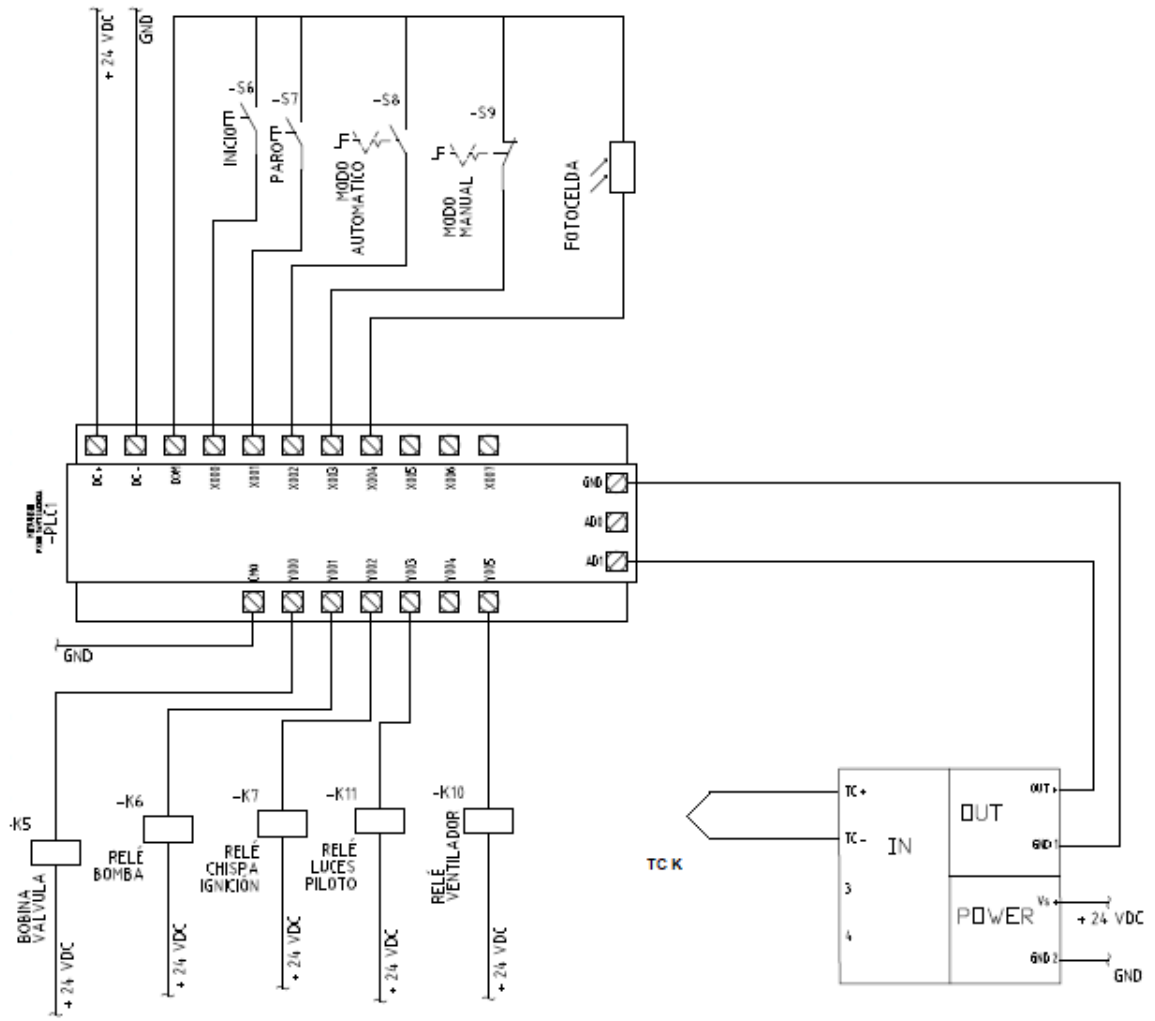 + 24 VDC
GND
-S6
INICIO
-S7
PARO
-S8
MODO
AUTOMATICO
-S9
MODO
MANUAL
FOTOCELDA
DC+
DC-
COM
X000
X001
X002
X003
X004
X005
X006
X007
-PLC1
GND
AD0
AD1
Y000
Y001
Y002
Y003
Y004
Y005
GND
-K5
BOBINA
VALVULA
+ 24 VDC
-K6
RELÉ
BOMBA
+ 24 VDC
-K7
RELÉ
CHISPA
IGNICIÓN
+ 24 VDC
-K11
RELÉ
LUCES
PILOTO
+ 24 VDC
-K10
RELÉ
VENTILADOR
+ 24 VDC
TC K
TC +
TC -
3
4
IN
OUT
OUT+
GND 1
POWER
Vs +
GND 2
+ 24 VDC
GND